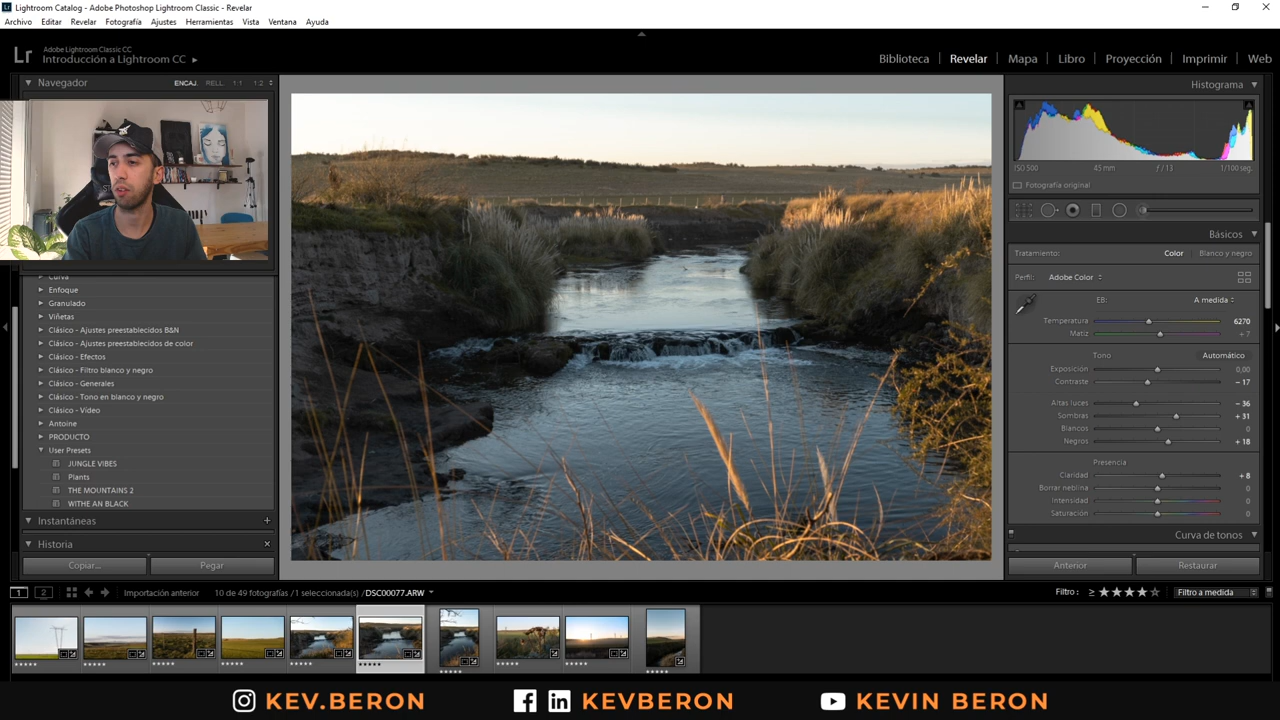 Lightroom Catalog - Adobe Photoshop Lightroom Classic - Revelar
Archivo Editar Revelar Fotografía Ajustes Herramientas Vista Ventana Ayuda
Lr
Adobe Lightroom Classic CC
Introducción a Lightroom CC
Biblioteca Revelar Mapa Libro Proyección Imprimir Web
Navegador ENCAJ. RELL. 1:1 1:2
Curva
Enfoque
Granulado
Viñetas
Clásico - Ajustes preestablecidos B&N
Clásico - Ajustes preestablecidos de color
Clásico - Efectos
Clásico - Filtro blanco y negro
Clásico - Generales
Clásico - Tono en blanco y negro
Clásico - Vídeo
Antoine
PRODUCTO
User Presets
JUNGLE VIBES
Plants
THE MOUNTAINS 2
WITHE AN BLACK
Instantáneas +
Historia ×
Copiar... Pegar
Histograma
ISO 500 45 mm ƒ / 13 1/100 seg.
Fotografía original
Básicos
Tratamiento: Color Blanco y negro
Perfil: Adobe Color
EB: A medida
Temperatura 6270
Matiz + 7
Tono Automático
Exposición 0,00
Contraste − 17
Altas luces − 36
Sombras + 31
Blancos 0
Negros + 18
Presencia
Claridad + 8
Borrar neblina 0
Intensidad 0
Saturación 0
Curva de tonos
Anterior Restaurar
1 2 Importación anterior 10 de 49 fotografías /1 seleccionada(s) /DSC00077.ARW Filtro : ≥ ★★★★☆ Filtro a medida
KEV.BERON KEVBERON KEVIN BERON